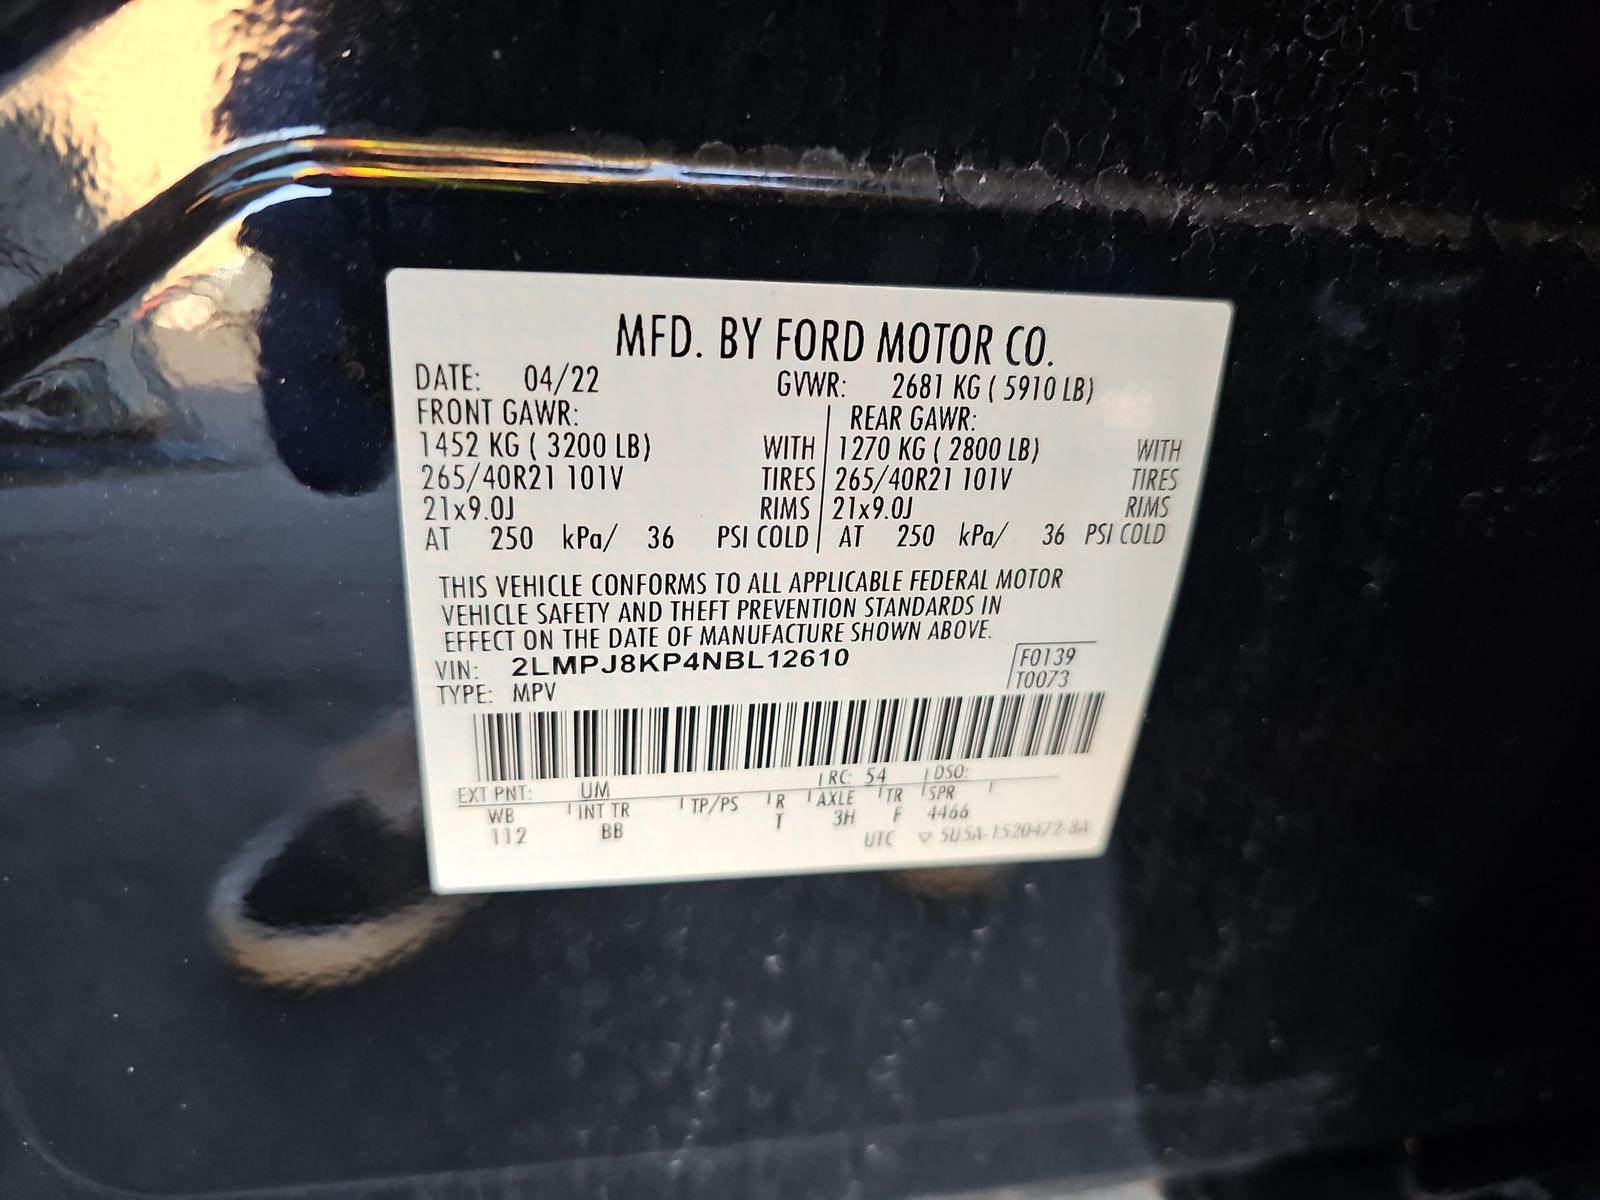 MFD. BY FORD MOTOR CO.
DATE: 04/22 GVWR: 2681 KG ( 5910 LB)
FRONT GAWR: REAR GAWR:
1452 KG ( 3200 LB) WITH 1270 KG ( 2800 LB) WITH
265/40R21 101V TIRES 265/40R21 101V TIRES
21x9.0J RIMS 21x9.0J RIMS
AT 250 kPa/ 36 PSI COLD AT 250 kPa/ 36 PSI COLD
THIS VEHICLE CONFORMS TO ALL APPLICABLE FEDERAL MOTOR
VEHICLE SAFETY AND THEFT PREVENTION STANDARDS IN
EFFECT ON THE DATE OF MANUFACTURE SHOWN ABOVE.
VIN: 2LMPJ8KP4NBL12610 F0139
TYPE: MPV T0073
EXT PNT: UM RC: 54 DSO:
WB INT TR TP/PS R AXLE TR SPR
112 BB T 3H F 4466
UTC ▽ 5U5A-1520472-BA